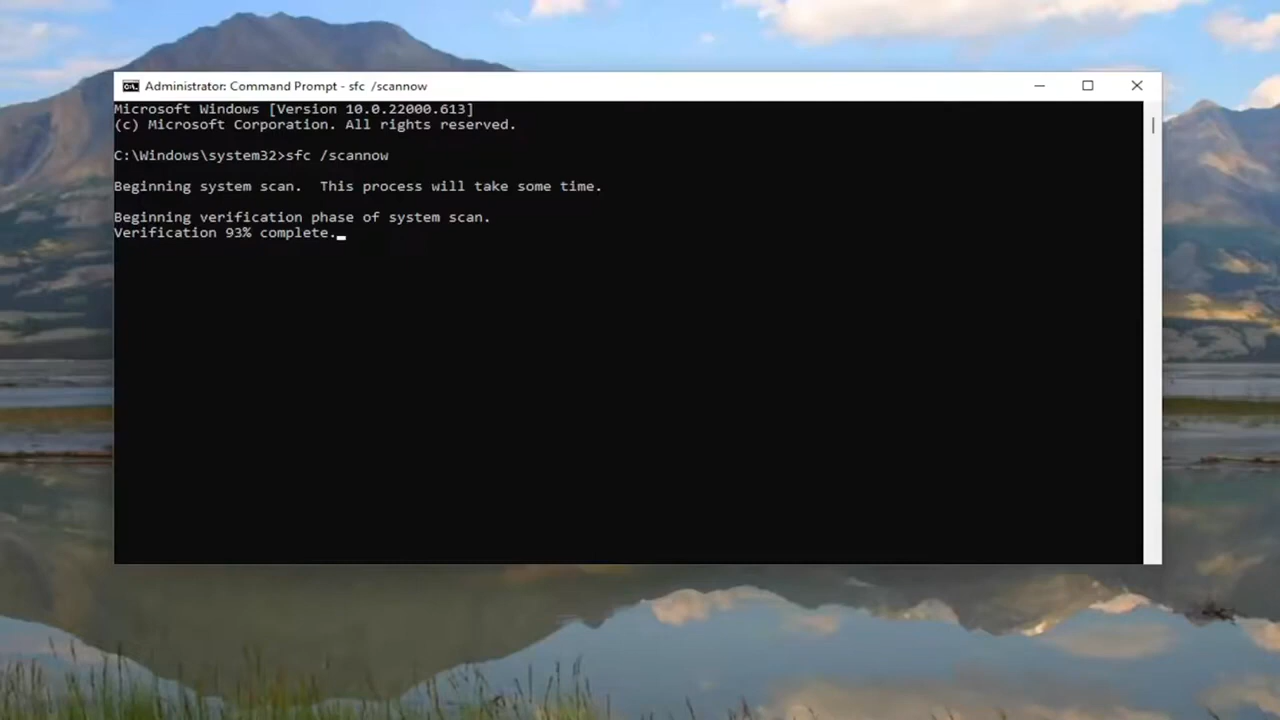 Administrator: Command Prompt - sfc  /scannow
Microsoft Windows [Version 10.0.22000.613]
(c) Microsoft Corporation. All rights reserved.
C:\Windows\system32>sfc /scannow
Beginning system scan.  This process will take some time.
Beginning verification phase of system scan.
Verification 93% complete.